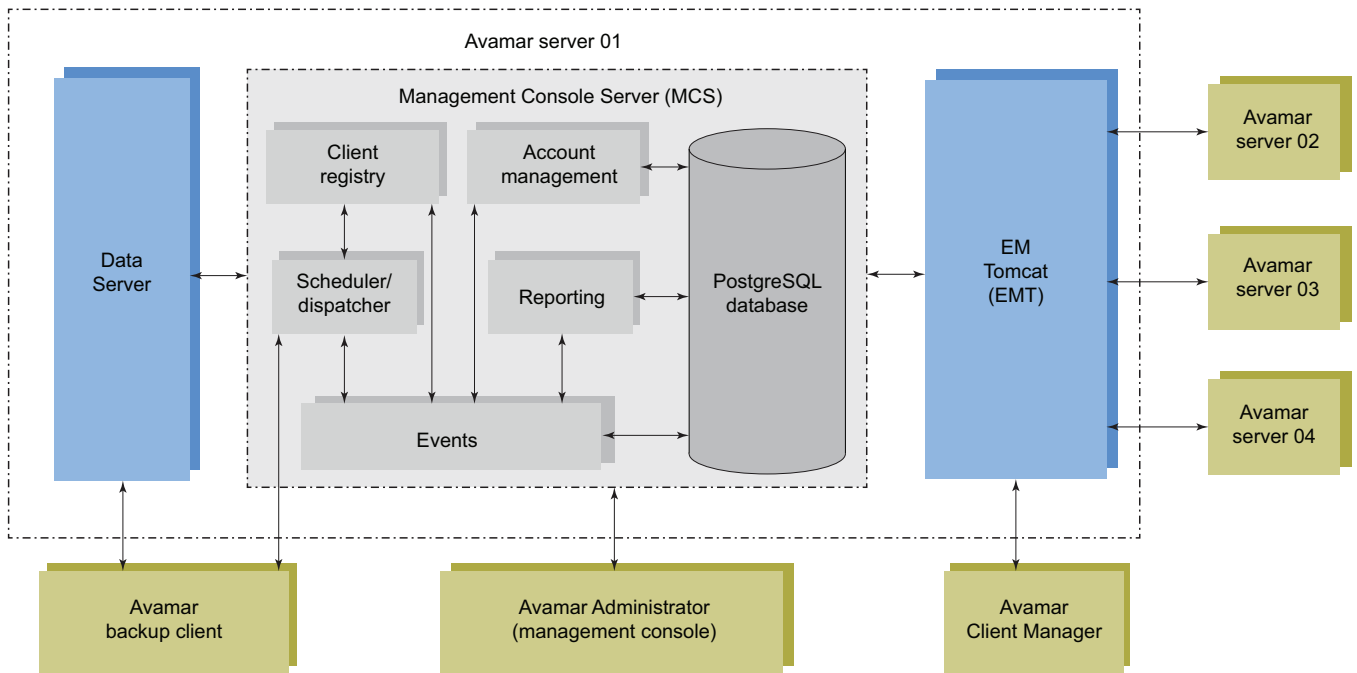 Avamar server 01
Management Console Server (MCS)
Client
registry
Account
management
Data
Server
Scheduler/
dispatcher
Reporting
PostgreSQL
database
Events
EM
Tomcat
(EMT)
Avamar
server 02
Avamar
server 03
Avamar
server 04
Avamar
backup client
Avamar Administrator
(management console)
Avamar
Client Manager